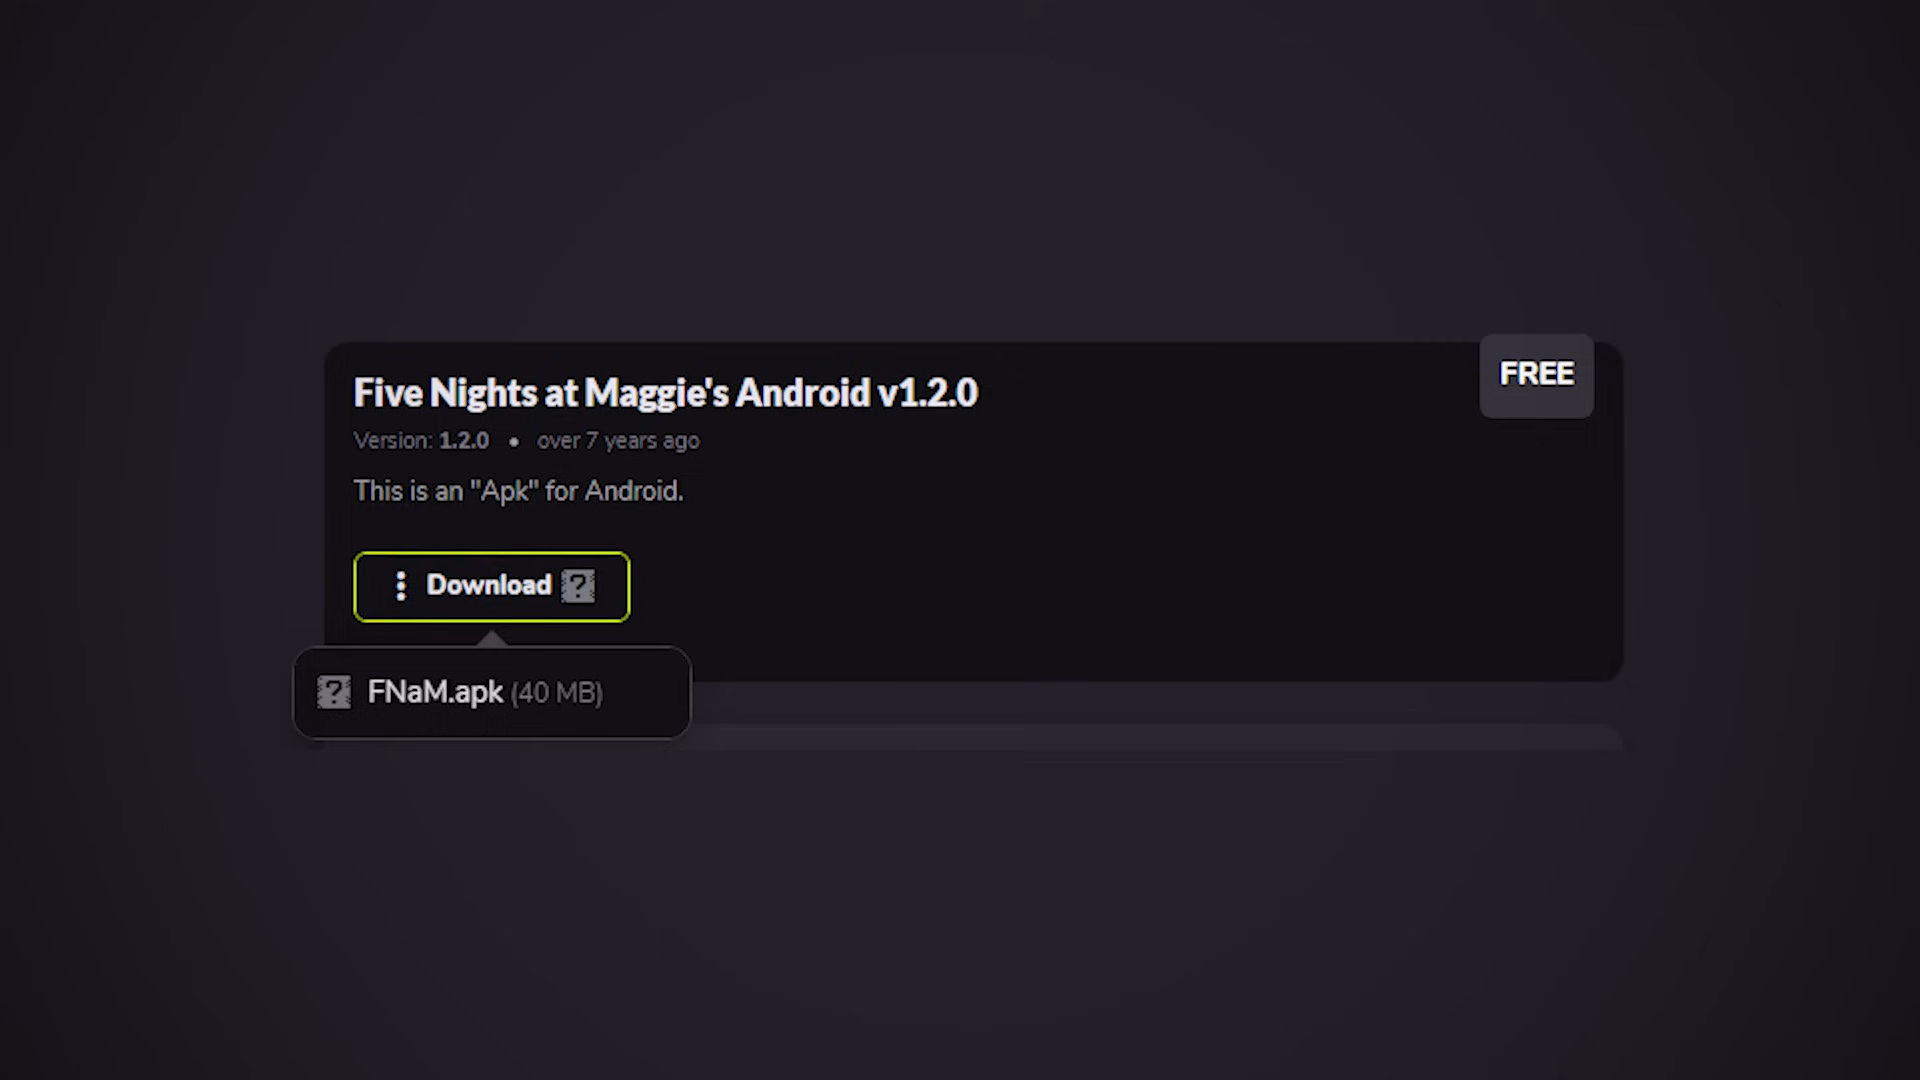 Five Nights at Maggie's Android v1.2.0
FREE
Version: 1.2.0 • over 7 years ago
This is an "Apk" for Android.
Download ?
? FNaM.apk (40 MB)